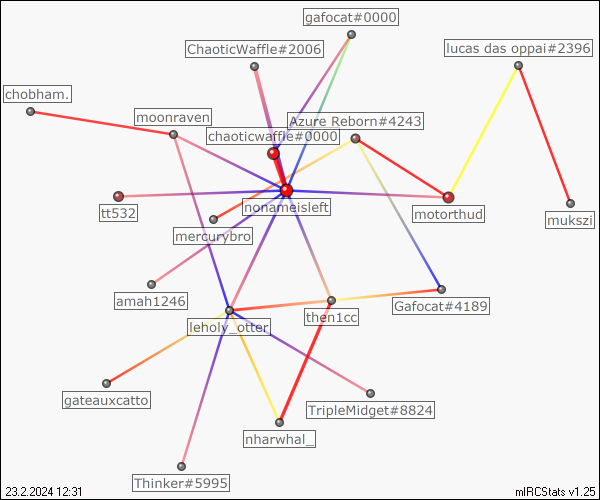 gafocat#0000
ChaoticWaffle#2006
lucas das oppai#2396
chobham.
moonraven
Azure Reborn#4243
chaoticwaffle#0000
nonameisleft
tt532
motorthud
mukszi
mercurybro
amah1246
Gafocat#4189
then1cc
leholy_otter
gateauxcatto
TripleMidget#8824
nharwhal_
Thinker#5995
23.2.2024 12:31
mIRCStats v1.25